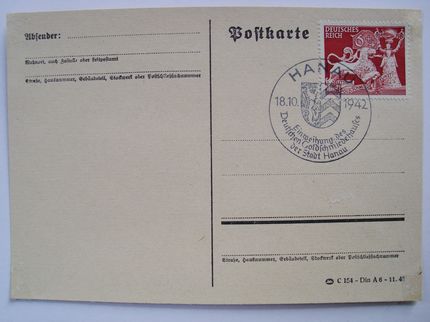 Absender:
Wohnort, auch Zustell- oder Leitpostamt
Straße, Hausnummer, Gebäudeteil, Stockwerk oder Postschließfachnummer
Postkarte
DEUTSCHES
REICH
HANAU
18.10. 1942
Einweihung des
Deutschen Goldschmiedehauses
der Stadt Hanau
Straße, Hausnummer, Gebäudeteil, Stockwerk oder Postschließfachnummer
C 154 - Din A 6 - 11. 41